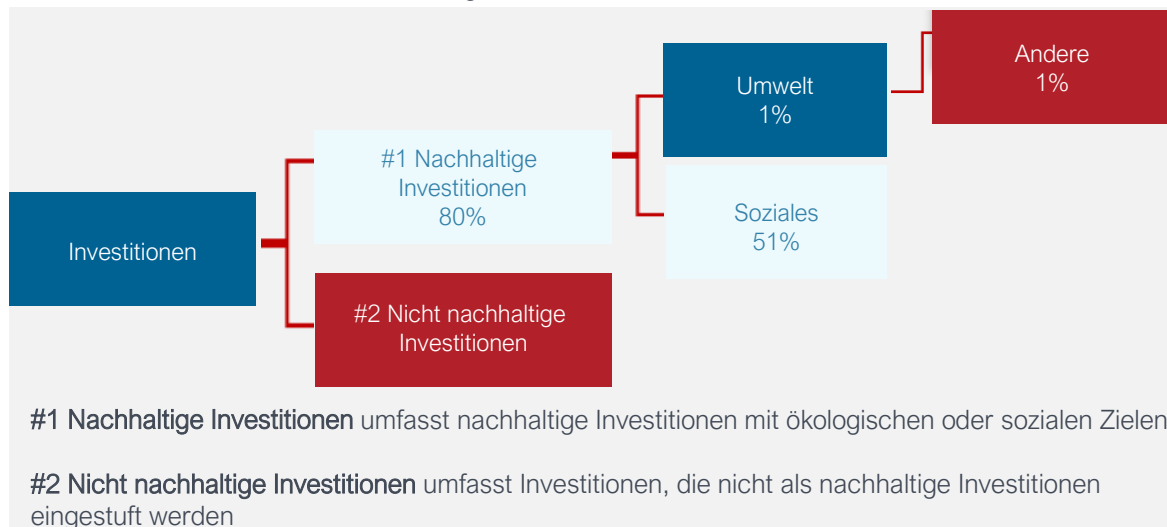 Andere
1%
Umwelt
1%
#1 Nachhaltige
Investitionen
80%
Soziales
51%
Investitionen
#2 Nicht nachhaltige
Investitionen
#1 Nachhaltige Investitionen umfasst nachhaltige Investitionen mit ökologischen oder sozialen Zielen
#2 Nicht nachhaltige Investitionen umfasst Investitionen, die nicht als nachhaltige Investitionen
eingestuft werden